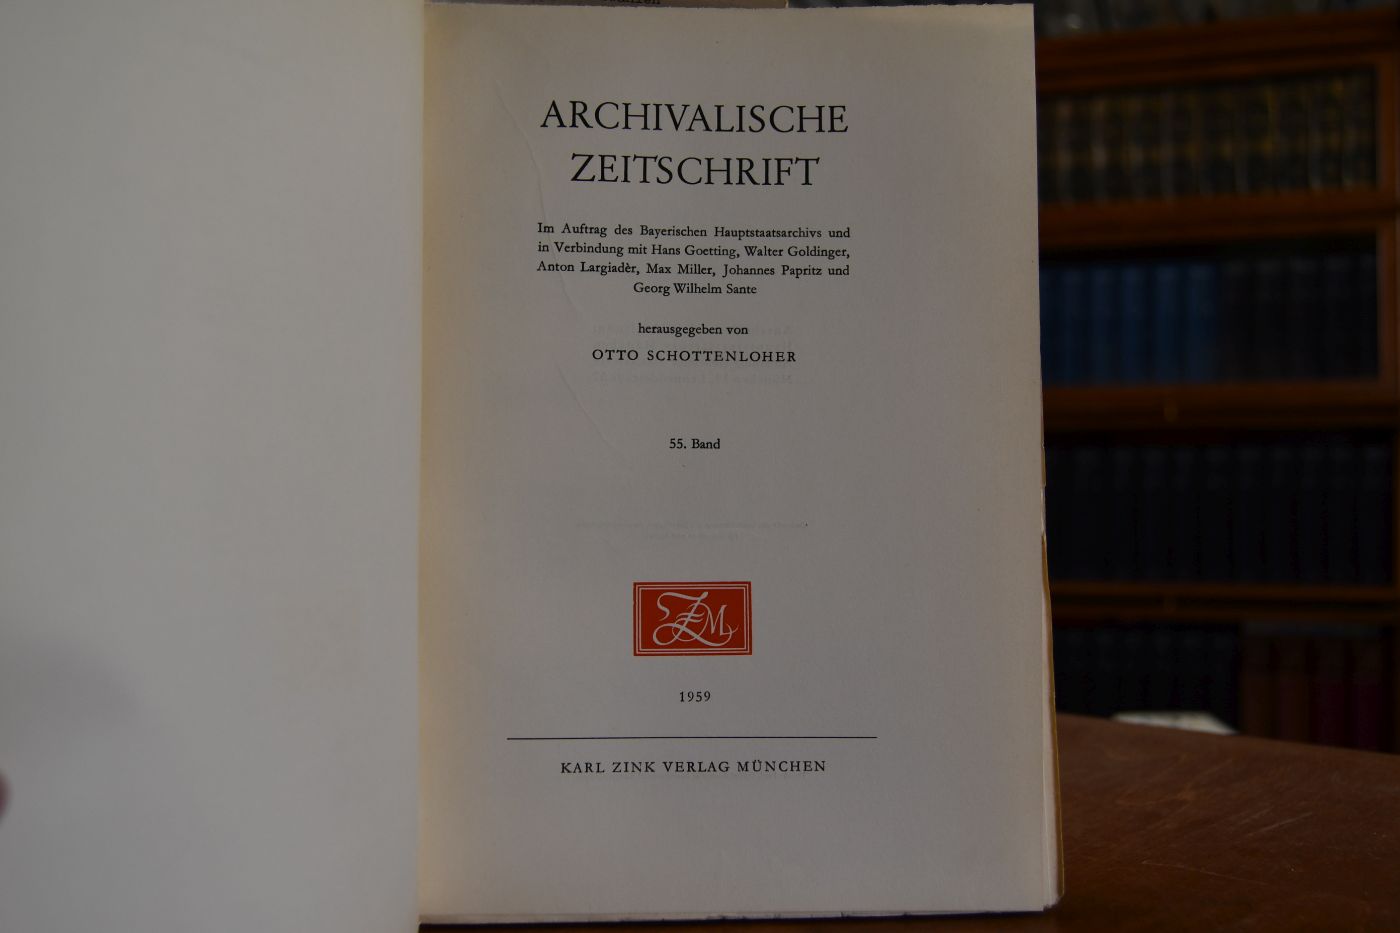 ARCHIVALISCHE
ZEITSCHRIFT
Im Auftrag des Bayerischen Hauptstaatsarchivs und
in Verbindung mit Hans Goetting, Walter Goldinger,
Anton Largiadèr, Max Miller, Johannes Papritz und
Georg Wilhelm Sante
herausgegeben von
OTTO SCHOTTENLOHER
55. Band
ZM
1959
KARL ZINK VERLAG MÜNCHEN